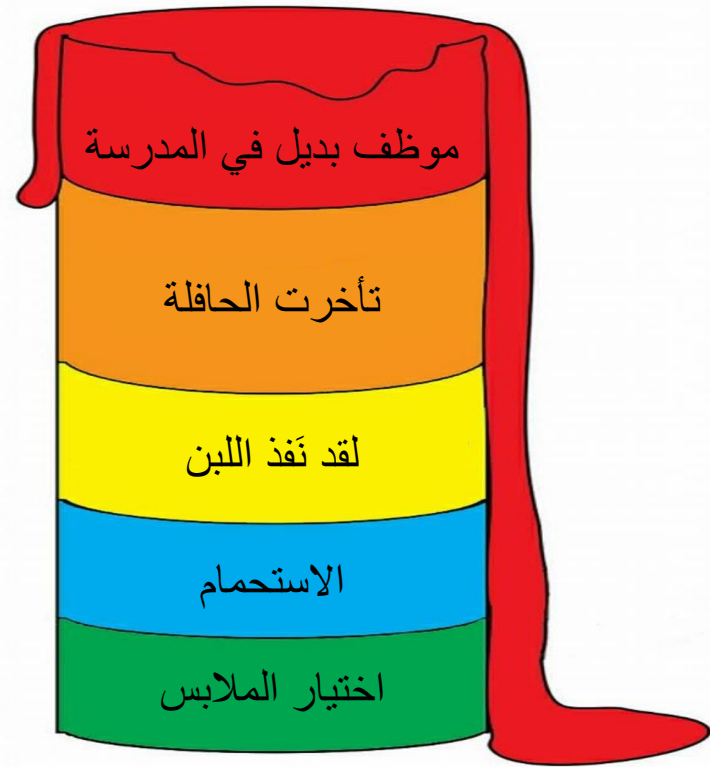 موظف بديل في المدرسة
تأخرت الحافلة
لقد نَفذ اللبن
الاستحمام
اختيار الملابس